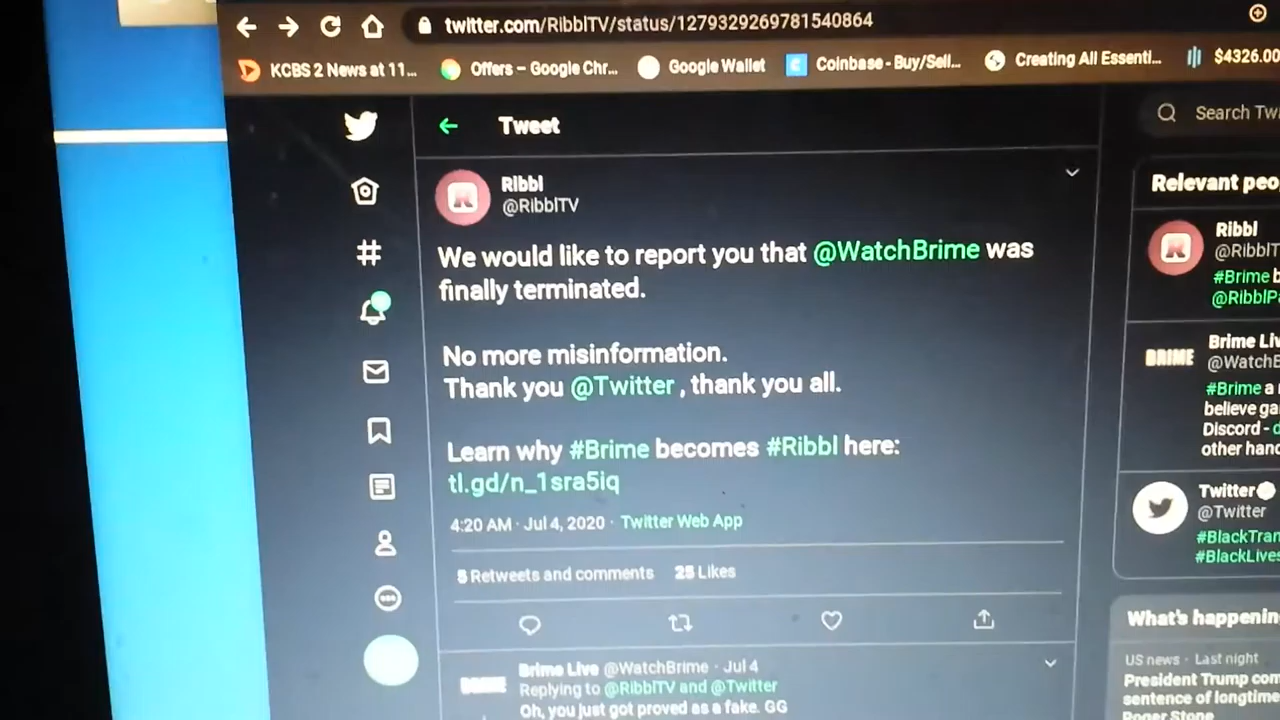 twitter.com/RibblTV/status/1279329269781540864
KCBS 2 News at 11... Offers – Google Chr... Google Wallet Coinbase - Buy/Sell... Creating All Essenti... $4326.00
Tweet
Search Tw
Ribbl
@RibblTV
We would like to report you that @WatchBrime was
finally terminated.
No more misinformation.
Thank you @Twitter , thank you all.
Learn why #Brime becomes #Ribbl here:
tl.gd/n_1sra5iq
4:20 AM · Jul 4, 2020 · Twitter Web App
5 Retweets and comments 25 Likes
Brime Live @WatchBrime · Jul 4
BRIME
Replying to @RibblTV and @Twitter
Oh, you just got proved as a fake. GG
Relevant peo
Ribbl
@RibblT
#Brime b
@RibblPa
Brime Liv
BRIME
@WatchB
#Brime a
believe ga
Discord - d
other hand
Twitter
@Twitter
#BlackTran
#BlackLives
What's happenin
US news · Last night
President Trump com
sentence of longtime
Roger Stone